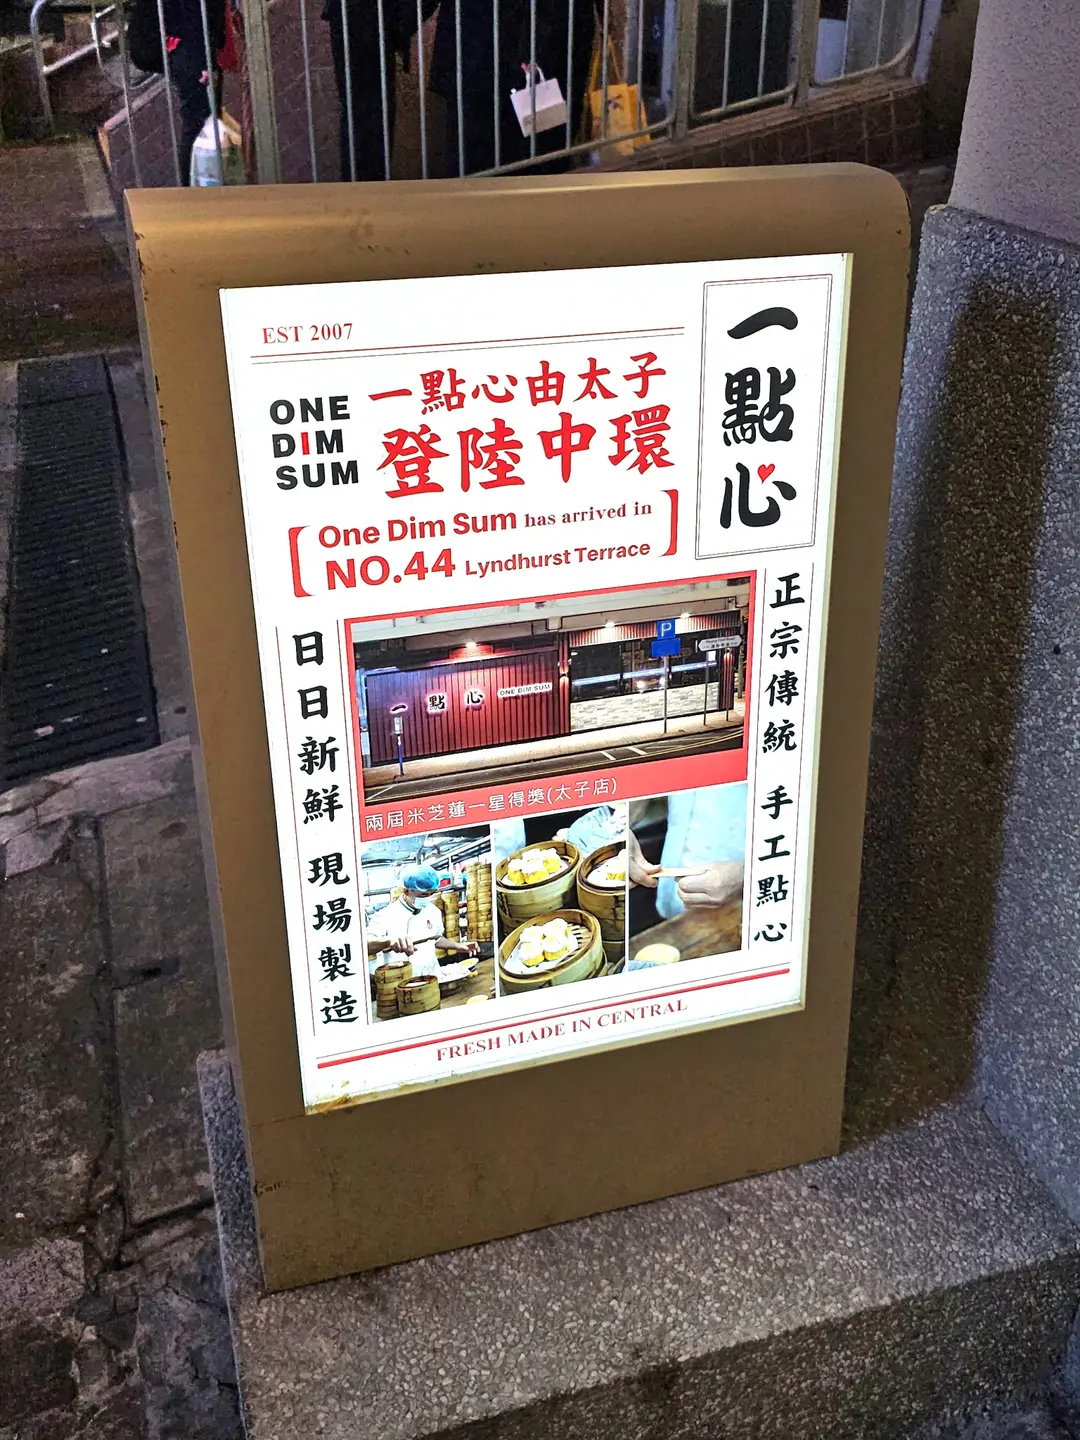 EST 2007
ONE
DIM
SUM
一點心由太子
登陸中環
One Dim Sum has arrived in
NO.44 Lyndhurst Terrace
一點心
正宗傳統 手工點心
日日新鮮 現場製造
一點心 ONE DIM SUM
P
兩屆米芝蓮一星得獎(太子店)
FRESH MADE IN CENTRAL